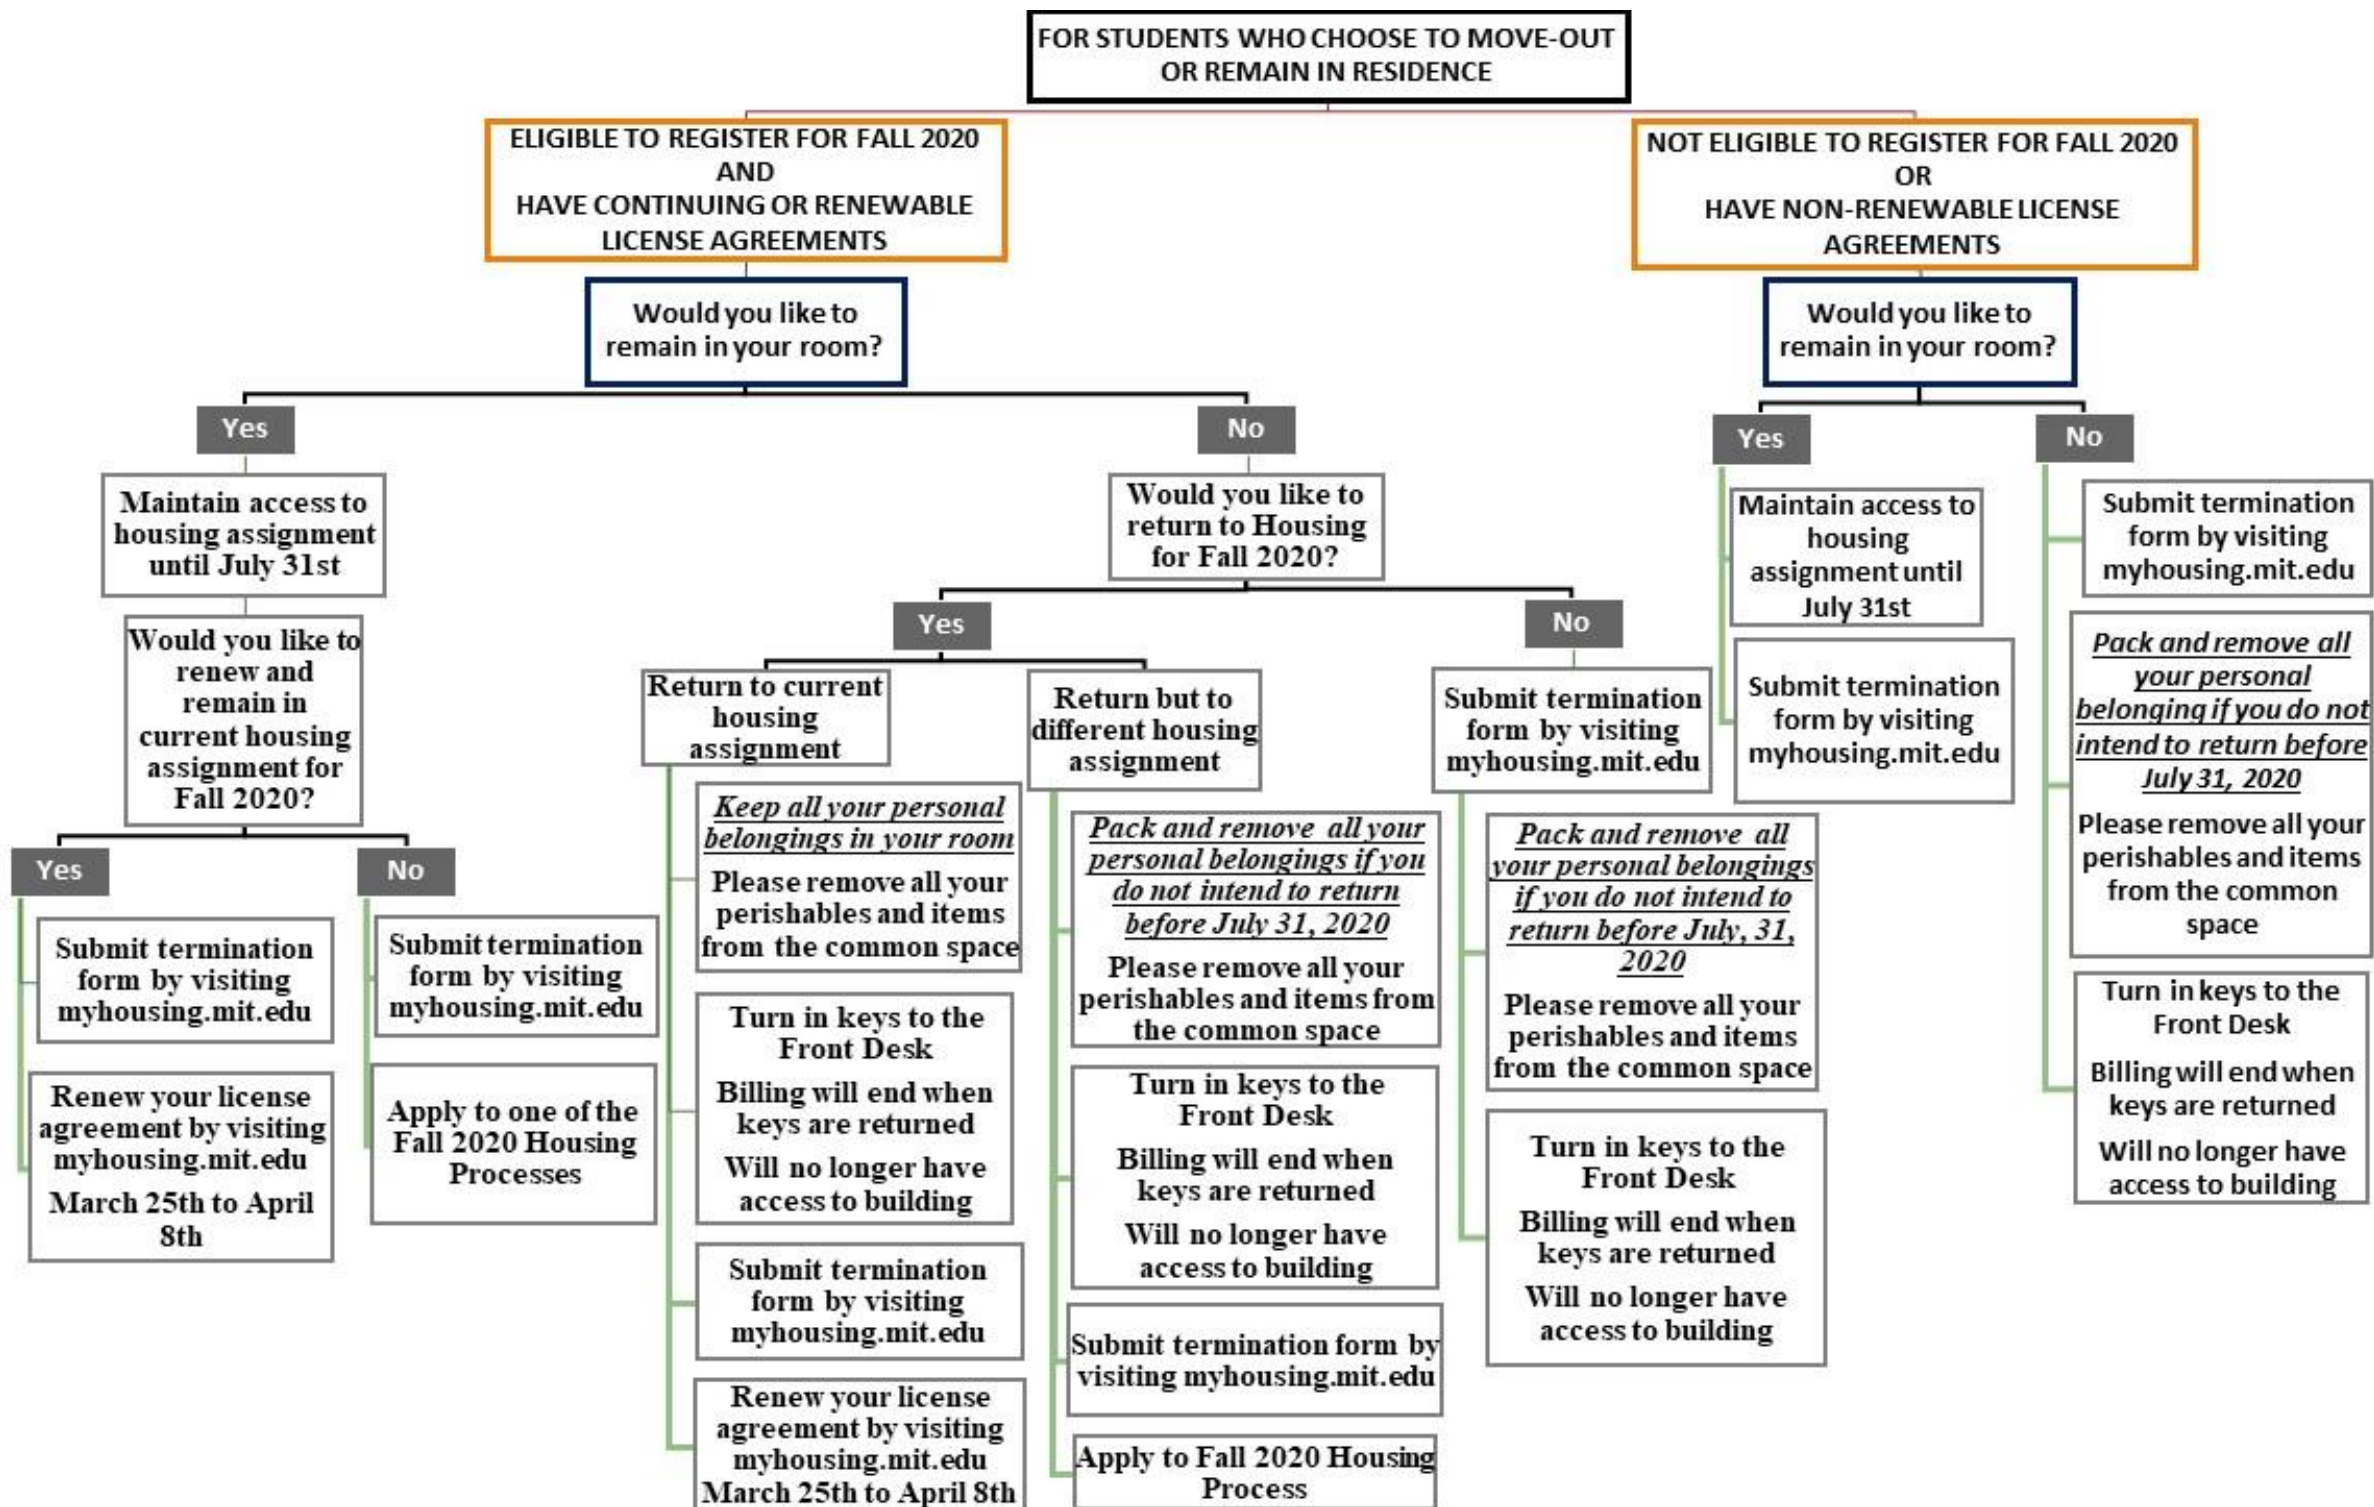 FOR STUDENTS WHO CHOOSE TO MOVE-OUT
OR REMAIN IN RESIDENCE
ELIGIBLE TO REGISTER FOR FALL 2020
AND
HAVE CONTINUING OR RENEWABLE
LICENSE AGREEMENTS
Would you like to
remain in your room?
Yes
Maintain access to
housing assignment
until July 31st
Would you like to
renew and
remain in
current housing
assignment for
Fall 2020?
Yes
Submit termination
form by visiting
myhousing.mit.edu
Renew your license
agreement by visiting
myhousing.mit.edu
March 25th to April
8th
No
Submit termination
form by visiting
myhousing.mit.edu
Apply to one of the
Fall 2020 Housing
Processes
No
Would you like to
return to Housing
for Fall 2020?
Yes
Return to current
housing
assignment
Keep all your personal
belongings in your room
Please remove all your
perishables and items
from the common space
Turn in keys to the
Front Desk
Billing will end when
keys are returned
Will no longer have
access to building
Submit termination
form by visiting
myhousing.mit.edu
Renew your license
agreement by visiting
myhousing.mit.edu
March 25th to April 8th
Return but to
different housing
assignment
Pack and remove all your
personal belongings if you
do not intend to return
before July 31, 2020
Please remove all your
perishables and items from
the common space
Turn in keys to the
Front Desk
Billing will end when
keys are returned
Will no longer have
access to building
Submit termination form by
visiting myhousing.mit.edu
Apply to Fall 2020 Housing
Process
No
Submit termination
form by visiting
myhousing.mit.edu
Pack and remove all
your personal belongings
if you do not intend to
return before July, 31,
2020
Please remove all your
perishables and items
from the common space
Turn in keys to the
Front Desk
Billing will end when
keys are returned
Will no longer have
access to building
NOT ELIGIBLE TO REGISTER FOR FALL 2020
OR
HAVE NON-RENEWABLE LICENSE
AGREEMENTS
Would you like to
remain in your room?
Yes
Maintain access to
housing
assignment until
July 31st
Submit termination
form by visiting
myhousing.mit.edu
No
Submit termination
form by visiting
myhousing.mit.edu
Pack and remove all
your personal
belonging if you do not
intend to return before
July 31, 2020
Please remove all your
perishables and items
from the common
space
Turn in keys to the
Front Desk
Billing will end when
keys are returned
Will no longer have
access to building